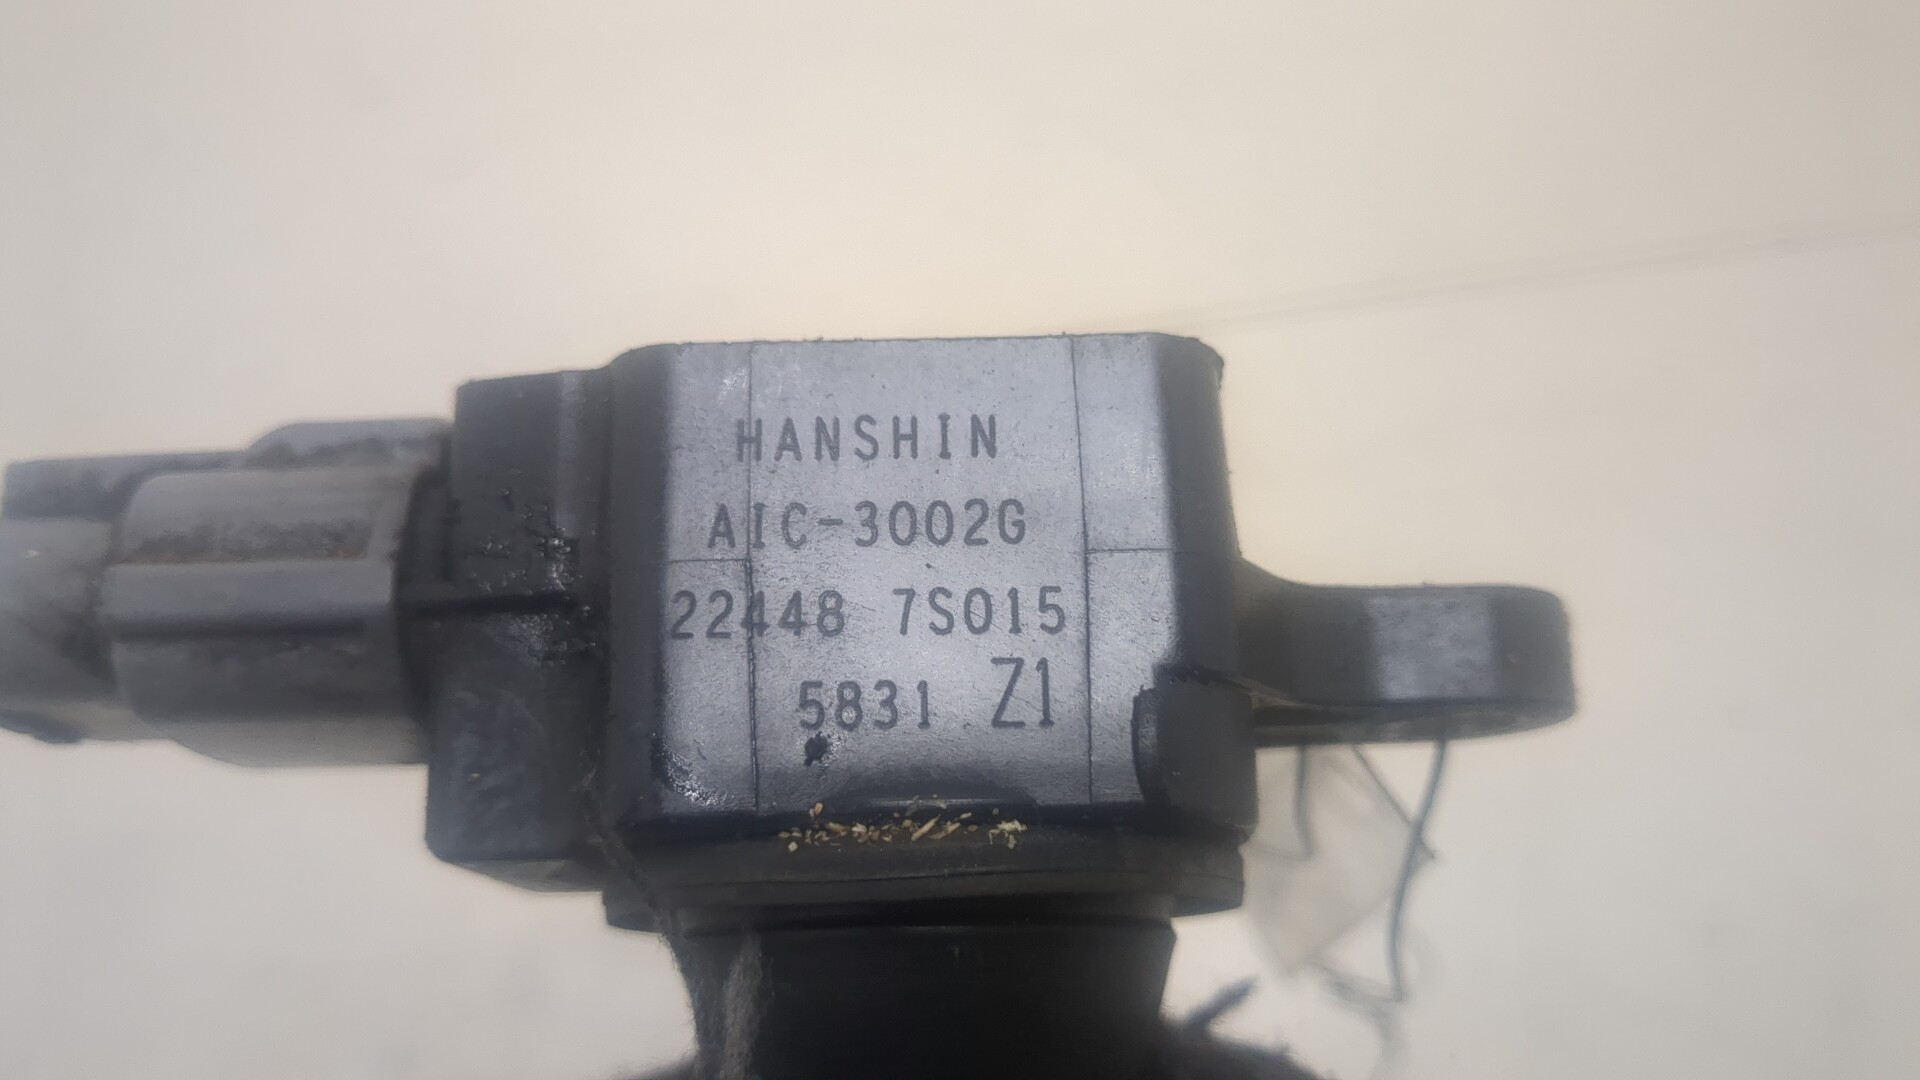 HANSHIN
AIC-3002G
22448 7S015
5831 Z1